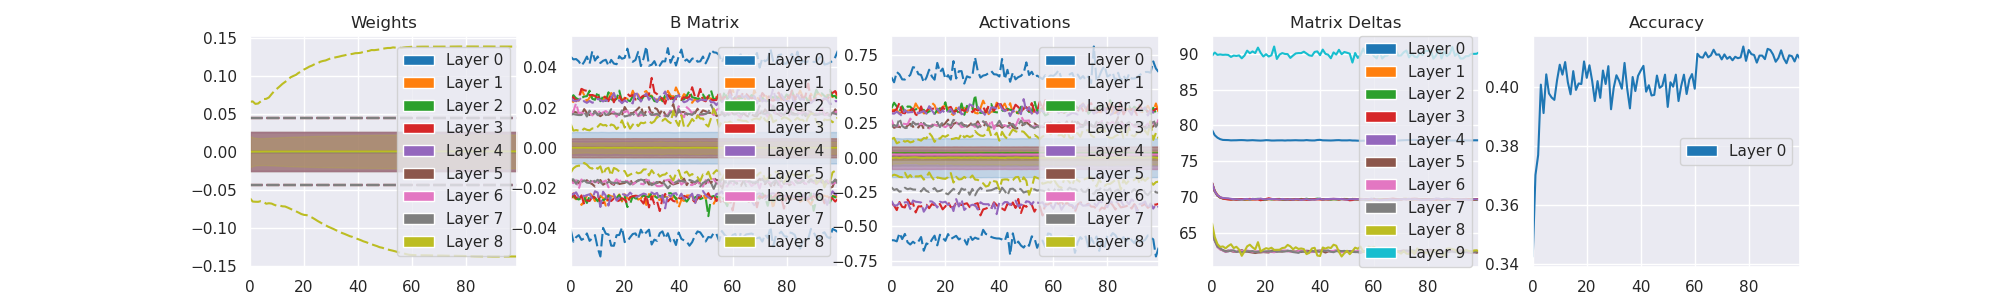 Weights
0.15
0.10
0.05
0.00
−0.05
−0.10
−0.15
0
20
40
60
80
Layer 0
Layer 1
Layer 2
Layer 3
Layer 4
Layer 5
Layer 6
Layer 7
Layer 8
B Matrix
0.04
0.02
0.00
−0.02
−0.04
0
20
40
60
80
Layer 0
Layer 1
Layer 2
Layer 3
Layer 4
Layer 5
Layer 6
Layer 7
Layer 8
Activations
0.75
0.50
0.25
0.00
−0.25
−0.50
−0.75
0
20
40
60
80
Layer 0
Layer 1
Layer 2
Layer 3
Layer 4
Layer 5
Layer 6
Layer 7
Layer 8
Matrix Deltas
90
85
80
75
70
65
0
20
40
60
80
Layer 0
Layer 1
Layer 2
Layer 3
Layer 4
Layer 5
Layer 6
Layer 7
Layer 8
Layer 9
Accuracy
0.40
0.38
0.36
0.34
0
20
40
60
80
Layer 0